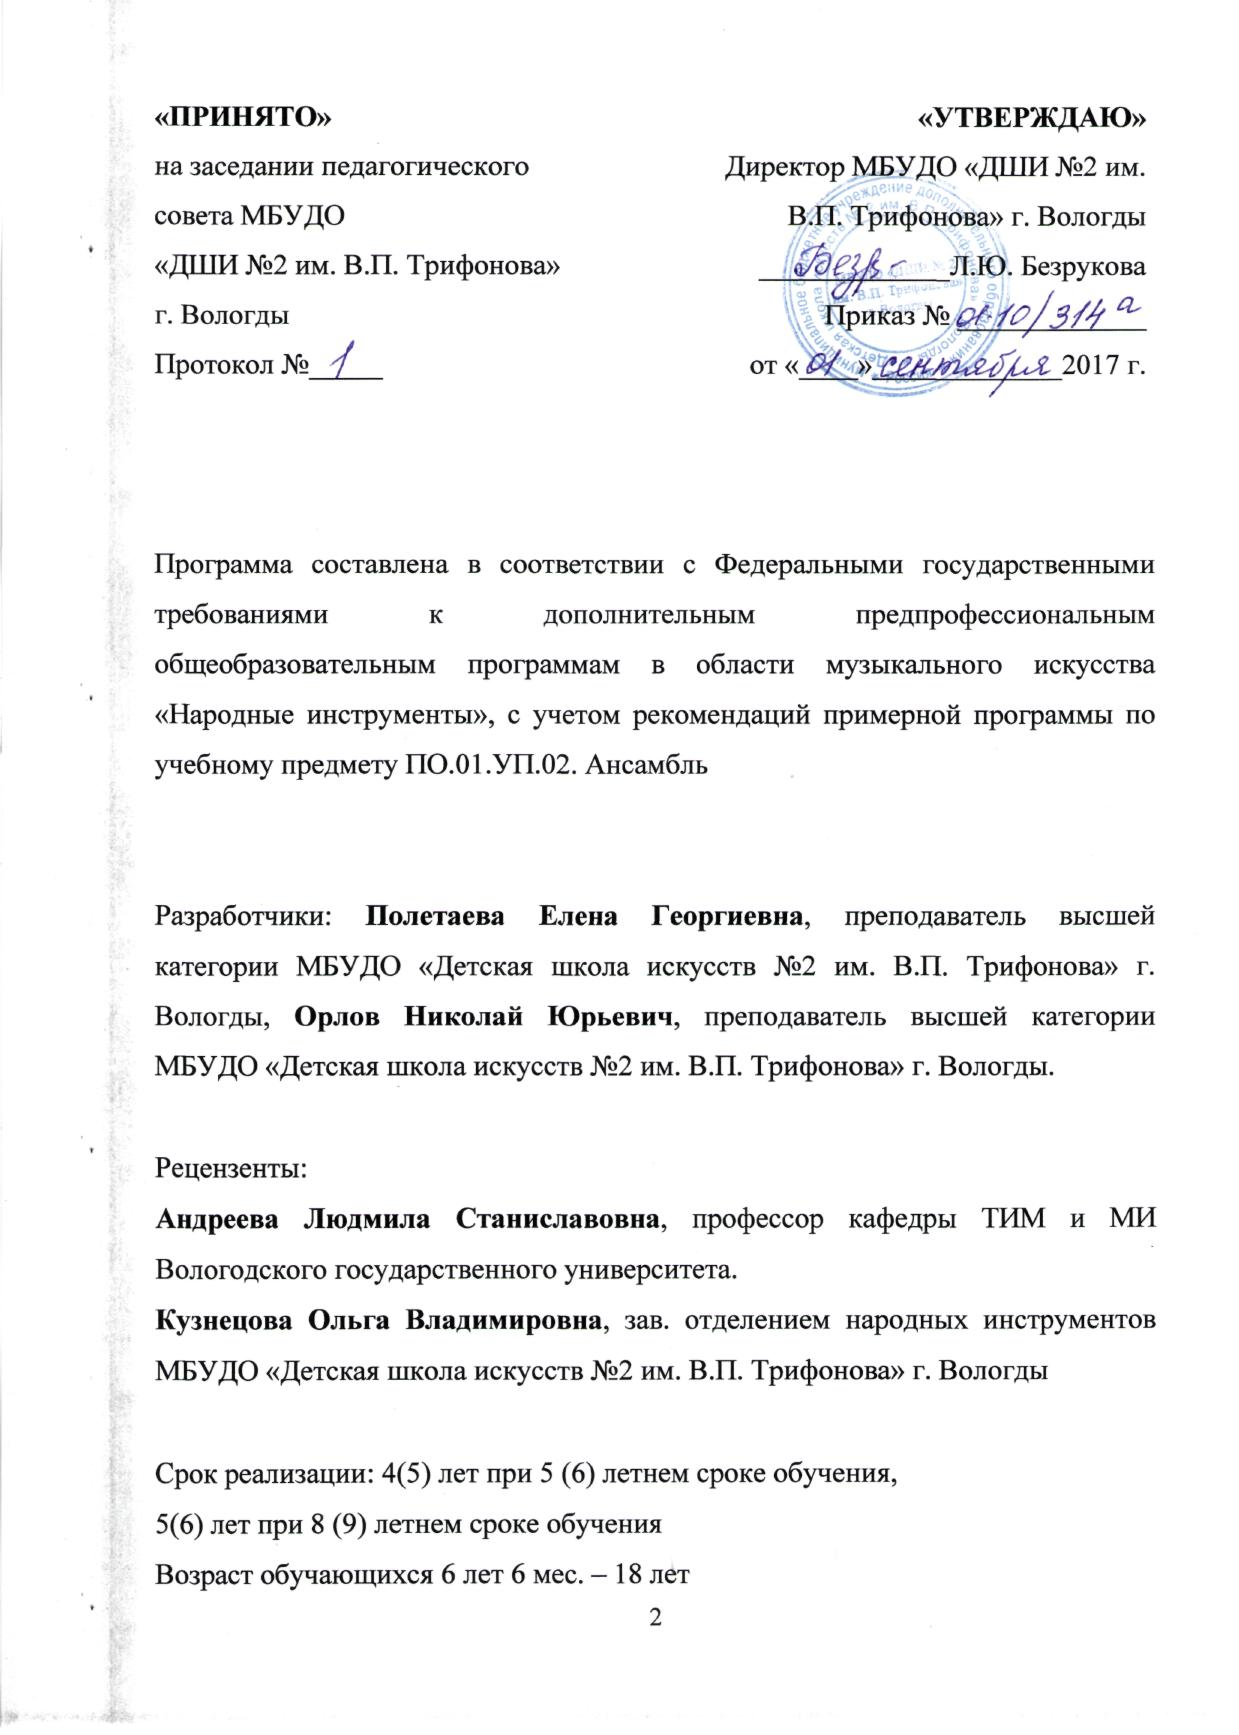 «ПРИНЯТО»
на заседании педагогического
совета МБУДО
«ДШИ №2 им. В.П. Трифонова»
г. Вологды
Протокол № 1
«УТВЕРЖДАЮ»
Директор МБУДО «ДШИ №2 им.
В.П. Трифонова» г. Вологды
Л.Ю. Безрукова
Приказ № 01-10/314 а
от «01» сентября 2017 г.
Программа составлена в соответствии с Федеральными государственными
требованиями к дополнительным предпрофессиональным
общеобразовательным программам в области музыкального искусства
«Народные инструменты», с учетом рекомендаций примерной программы по
учебному предмету ПО.01.УП.02. Ансамбль
Разработчики: Полетаева Елена Георгиевна, преподаватель высшей
категории МБУДО «Детская школа искусств №2 им. В.П. Трифонова» г.
Вологды, Орлов Николай Юрьевич, преподаватель высшей категории
МБУДО «Детская школа искусств №2 им. В.П. Трифонова» г. Вологды.
Рецензенты:
Андреева Людмила Станиславовна, профессор кафедры ТИМ и МИ
Вологодского государственного университета.
Кузнецова Ольга Владимировна, зав. отделением народных инструментов
МБУДО «Детская школа искусств №2 им. В.П. Трифонова» г. Вологды
Срок реализации: 4(5) лет при 5 (6) летнем сроке обучения,
5(6) лет при 8 (9) летнем сроке обучения
Возраст обучающихся 6 лет 6 мес. – 18 лет
2